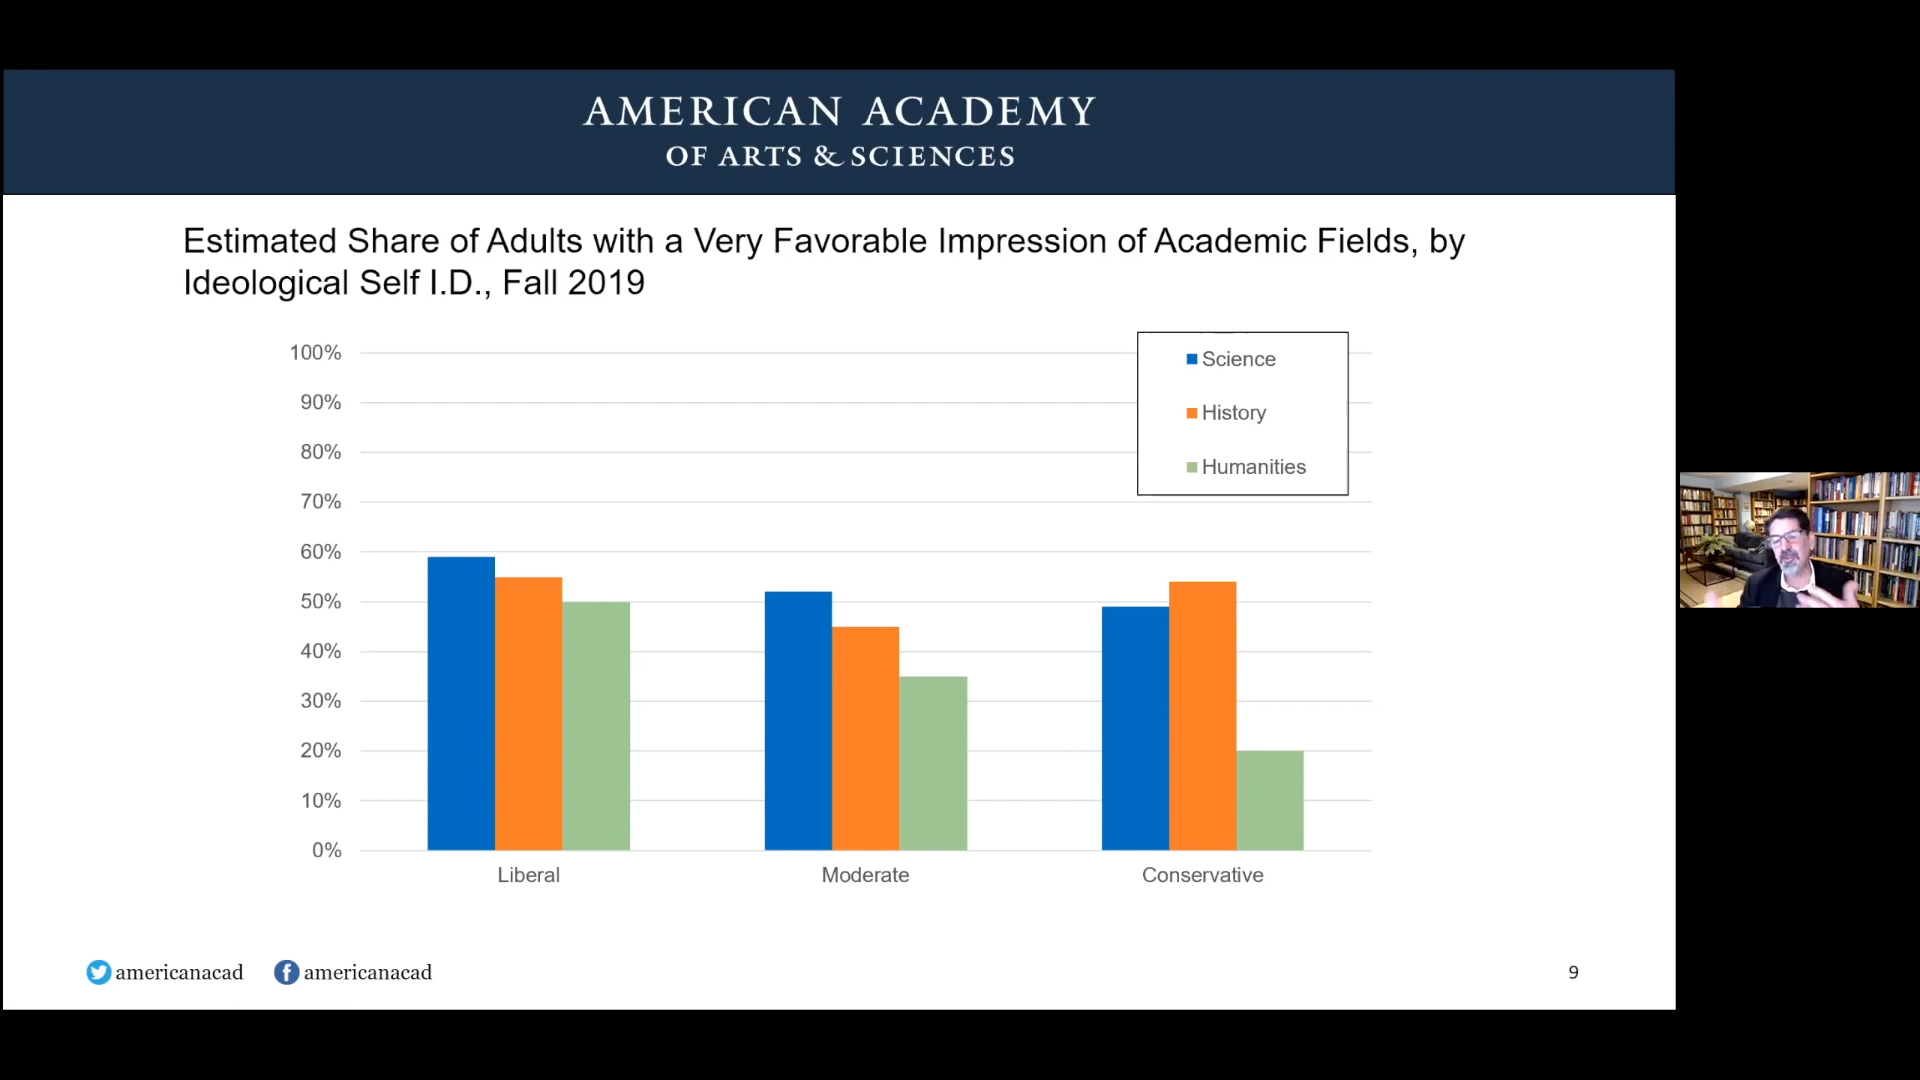 AMERICAN ACADEMY
OF ARTS & SCIENCES
Estimated Share of Adults with a Very Favorable Impression of Academic Fields, by
Ideological Self I.D., Fall 2019
100%
90%
80%
70%
60%
50%
40%
30%
20%
10%
0%
Science
History
Humanities
Liberal
Moderate
Conservative
americanacad
americanacad
9